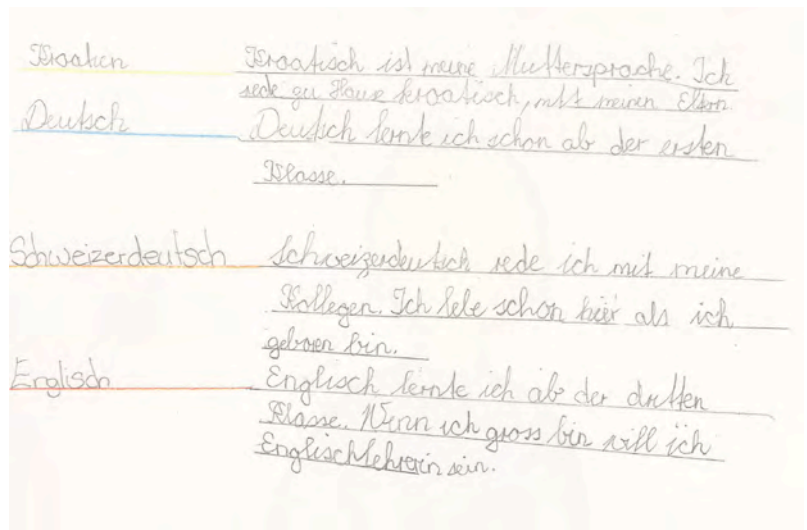 Kroatien Kroatisch ist meine Muttersprache. Ich
rede zu Hause kroatisch, mit meinen Eltern
Deutsch Deutsch lernte ich schon ab der ersten
Klasse.
Schweizerdeutsch Schweizerdeutsch rede ich mit meine
Kollegen. Ich lebe schon hier als ich
geboren bin.
Englisch Englisch lernte ich ab der dritten
Klasse. Wenn ich gross bin will ich
Englischlehrerin sein.